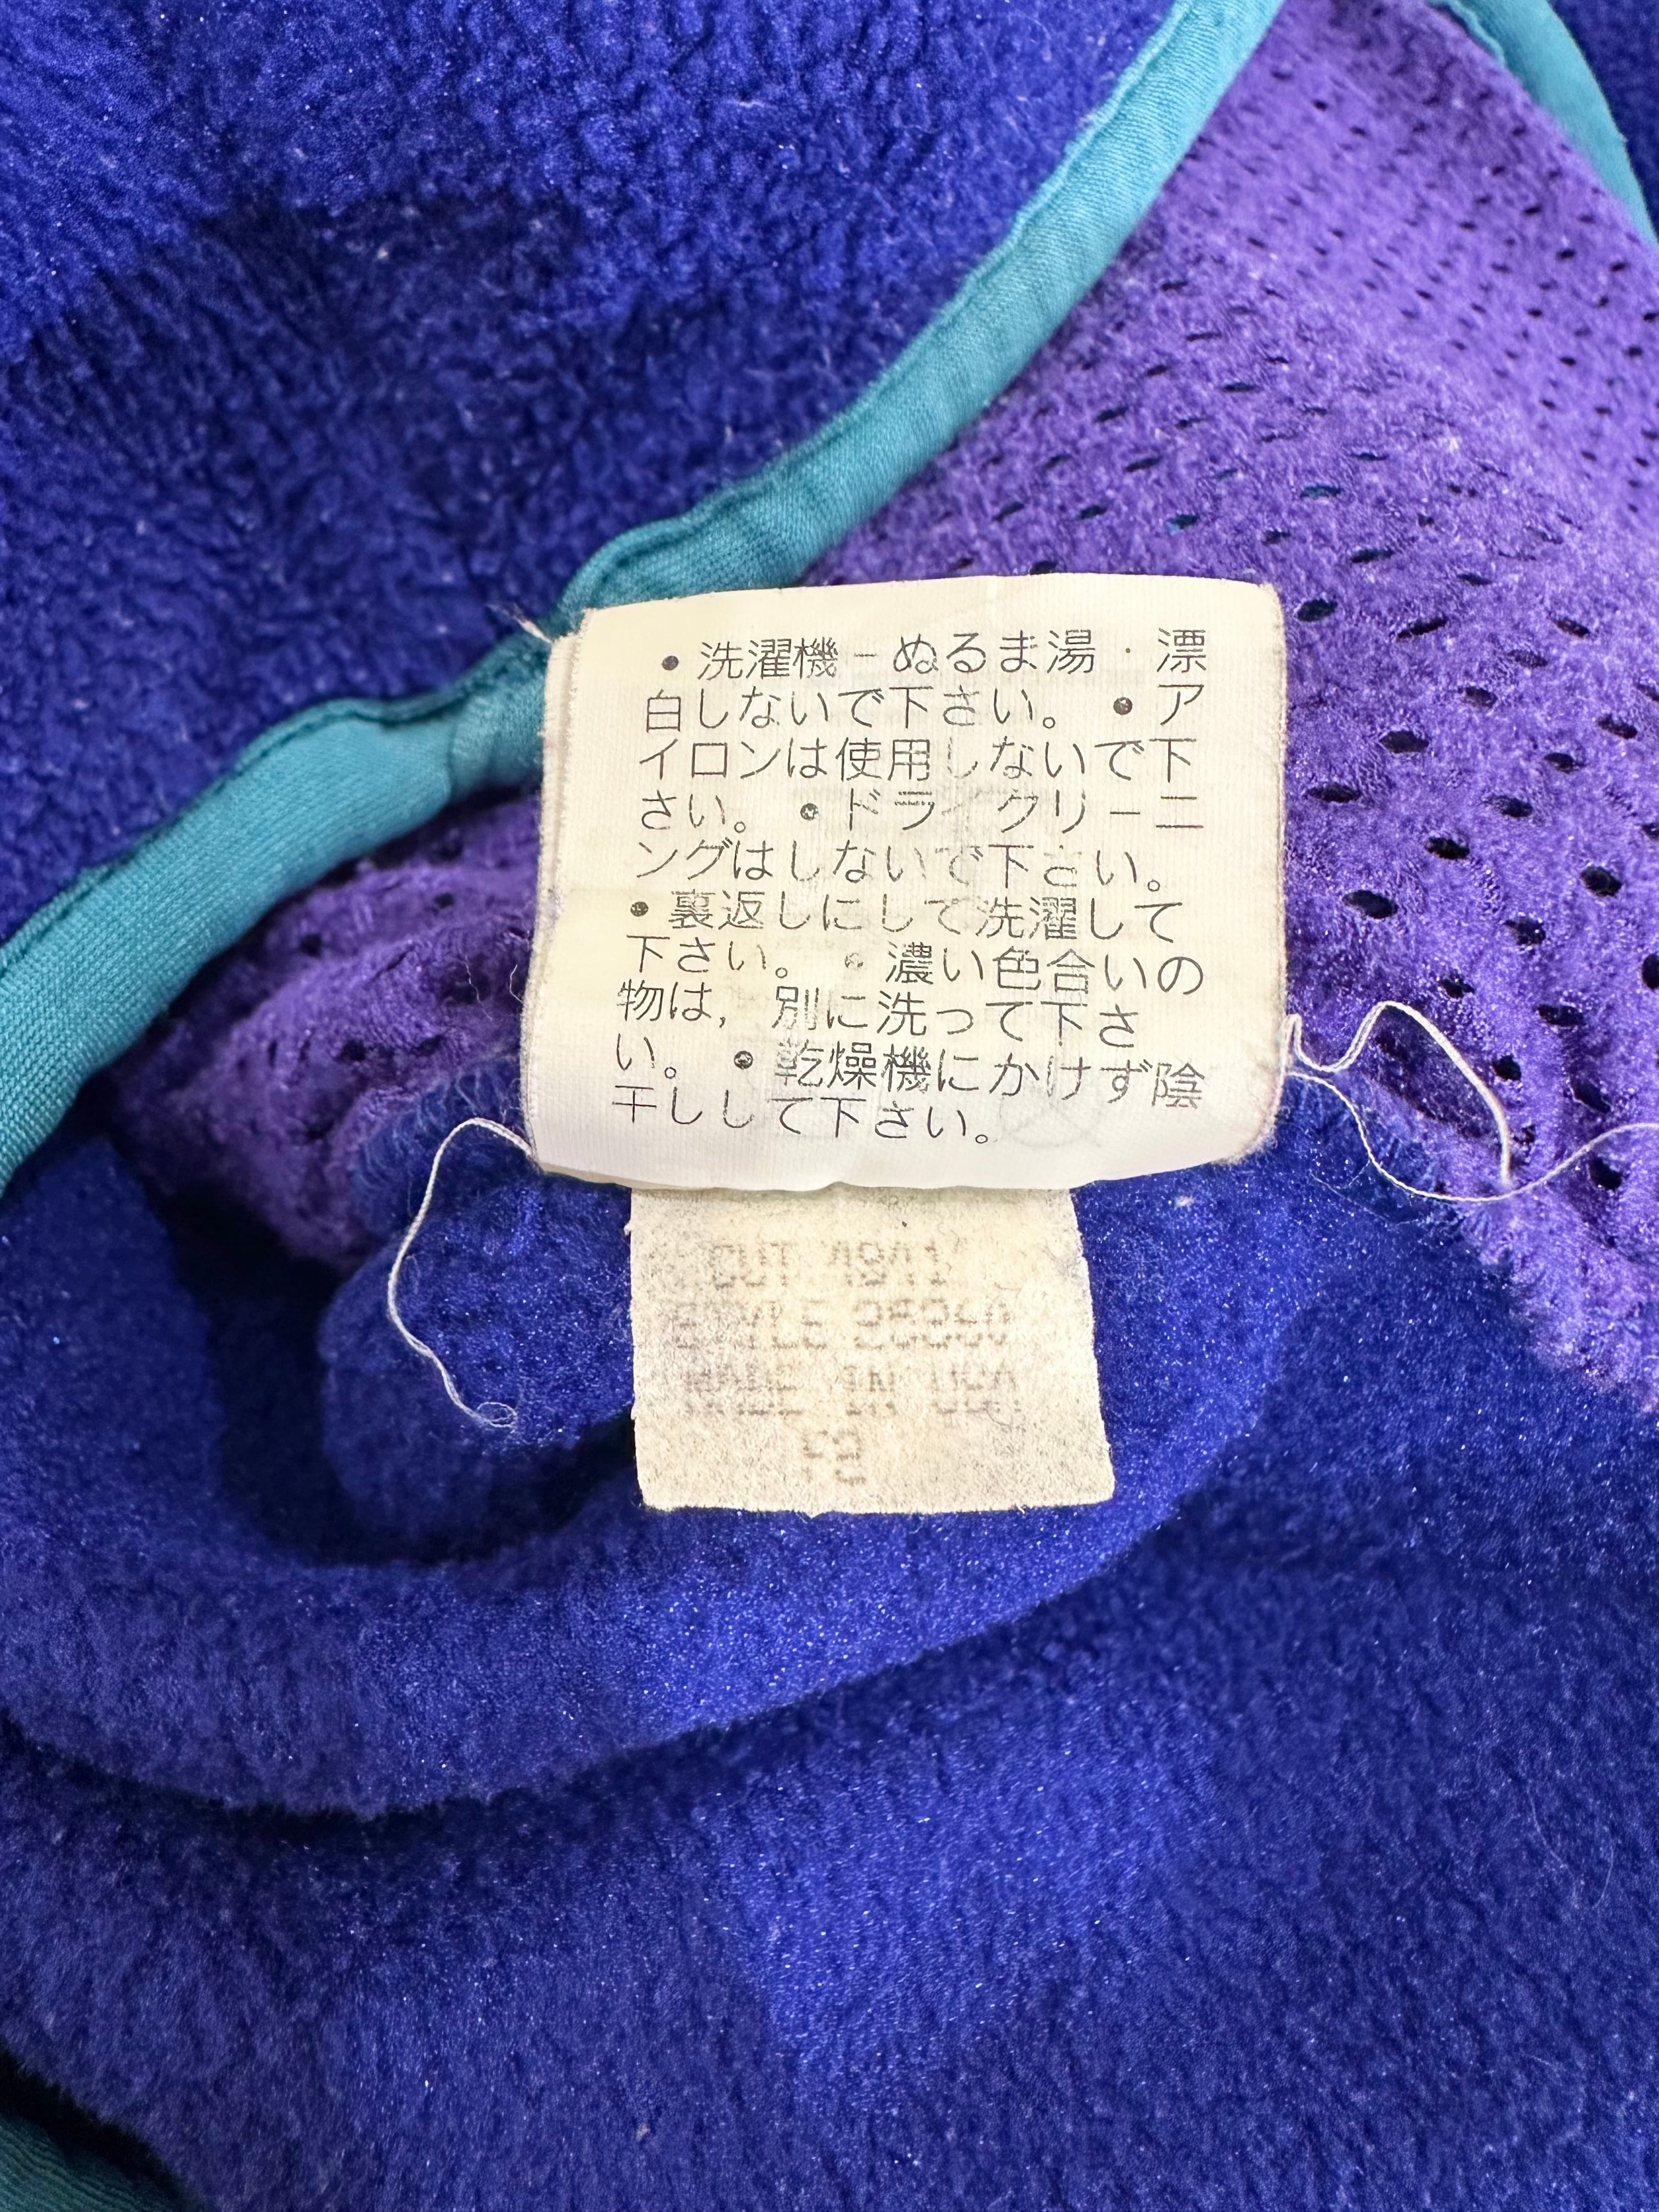 • 洗濯機－ぬるま湯・漂
白しないで下さい。 • ア
イロンは使用しないで下
さい。 • ドライクリーニ
ングはしないで下さい。
• 裏返しにして洗濯して
下さい。 • 濃い色合いの
物は，別に洗って下さ
い。 • 乾燥機にかけず陰
干しして下さい。
CUT
STYLE
MADE IN USA